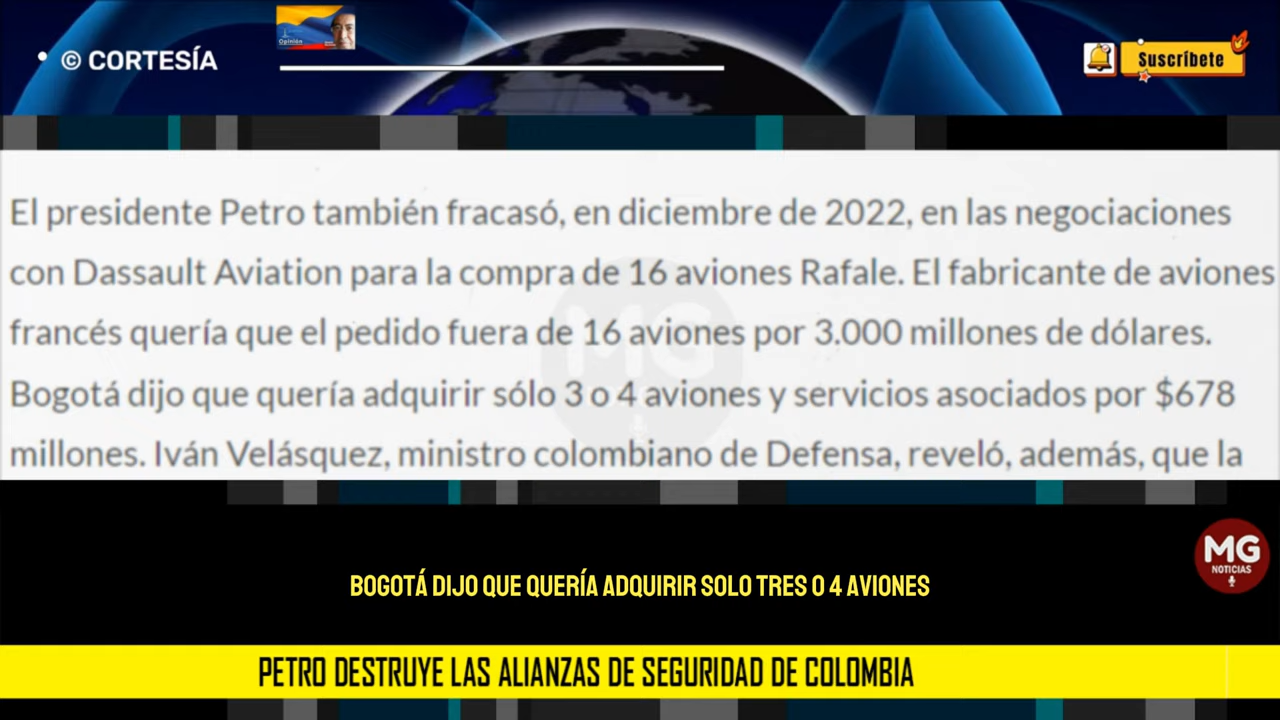 © CORTESÍA
Opinión
Suscríbete
El presidente Petro también fracasó, en diciembre de 2022, en las negociaciones
con Dassault Aviation para la compra de 16 aviones Rafale. El fabricante de aviones
francés quería que el pedido fuera de 16 aviones por 3.000 millones de dólares.
Bogotá dijo que quería adquirir sólo 3 o 4 aviones y servicios asociados por $678
millones. Iván Velásquez, ministro colombiano de Defensa, reveló, además, que la
MG
MG
NOTICIAS
BOGOTÁ DIJO QUE QUERÍA ADQUIRIR SOLO TRES O 4 AVIONES
PETRO DESTRUYE LAS ALIANZAS DE SEGURIDAD DE COLOMBIA